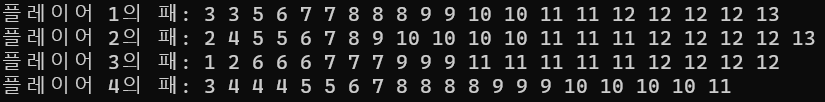 플레이어 1의 패: 3 3 5 6 7 7 8 8 8 9 9 10 10 11 11 12 12 12 12 13
플레이어 2의 패: 2 4 5 5 6 7 8 9 10 10 10 10 11 11 11 12 12 12 12 13
플레이어 3의 패: 1 2 6 6 6 7 7 7 9 9 9 11 11 11 11 11 12 12 12 12
플레이어 4의 패: 3 4 4 4 5 5 6 7 8 8 8 8 9 9 9 10 10 10 10 11